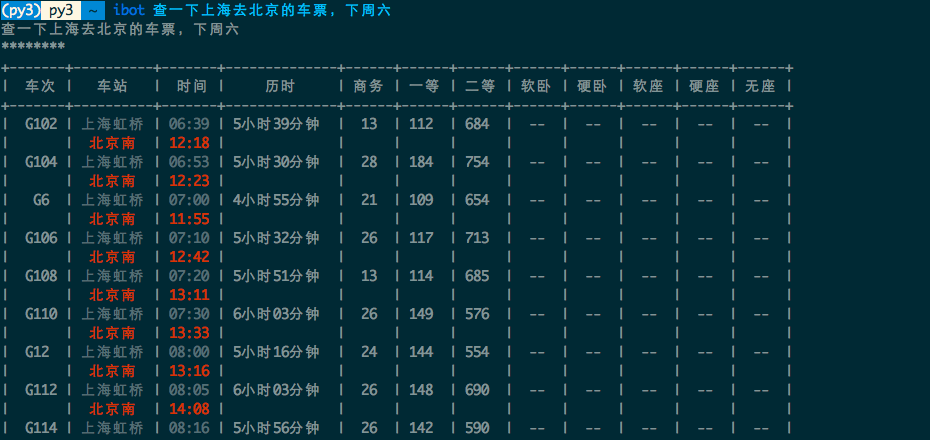 (py3) py3 ~ ibot 查一下上海去北京的车票，下周六
查一下上海去北京的车票，下周六
********
+-------+----------+-------+--------------+------+------+------+------+------+------+------+------+
| 车次 | 车站 | 时间 | 历时 | 商务 | 一等 | 二等 | 软卧 | 硬卧 | 软座 | 硬座 | 无座 |
+-------+----------+-------+--------------+------+------+------+------+------+------+------+------+
| G102 | 上海虹桥 | 06:39 | 5小时39分钟 | 13 | 112 | 684 | -- | -- | -- | -- | -- |
| | 北京南 | 12:18 | | | | | | | | | |
| G104 | 上海虹桥 | 06:53 | 5小时30分钟 | 28 | 184 | 754 | -- | -- | -- | -- | -- |
| | 北京南 | 12:23 | | | | | | | | | |
| G6 | 上海虹桥 | 07:00 | 4小时55分钟 | 21 | 109 | 654 | -- | -- | -- | -- | -- |
| | 北京南 | 11:55 | | | | | | | | | |
| G106 | 上海虹桥 | 07:10 | 5小时32分钟 | 26 | 117 | 713 | -- | -- | -- | -- | -- |
| | 北京南 | 12:42 | | | | | | | | | |
| G108 | 上海虹桥 | 07:20 | 5小时51分钟 | 13 | 114 | 685 | -- | -- | -- | -- | -- |
| | 北京南 | 13:11 | | | | | | | | | |
| G110 | 上海虹桥 | 07:30 | 6小时03分钟 | 26 | 149 | 576 | -- | -- | -- | -- | -- |
| | 北京南 | 13:33 | | | | | | | | | |
| G12 | 上海虹桥 | 08:00 | 5小时16分钟 | 24 | 144 | 554 | -- | -- | -- | -- | -- |
| | 北京南 | 13:16 | | | | | | | | | |
| G112 | 上海虹桥 | 08:05 | 6小时03分钟 | 26 | 148 | 690 | -- | -- | -- | -- | -- |
| | 北京南 | 14:08 | | | | | | | | | |
| G114 | 上海虹桥 | 08:16 | 5小时56分钟 | 26 | 142 | 590 | -- | -- | -- | -- | -- |